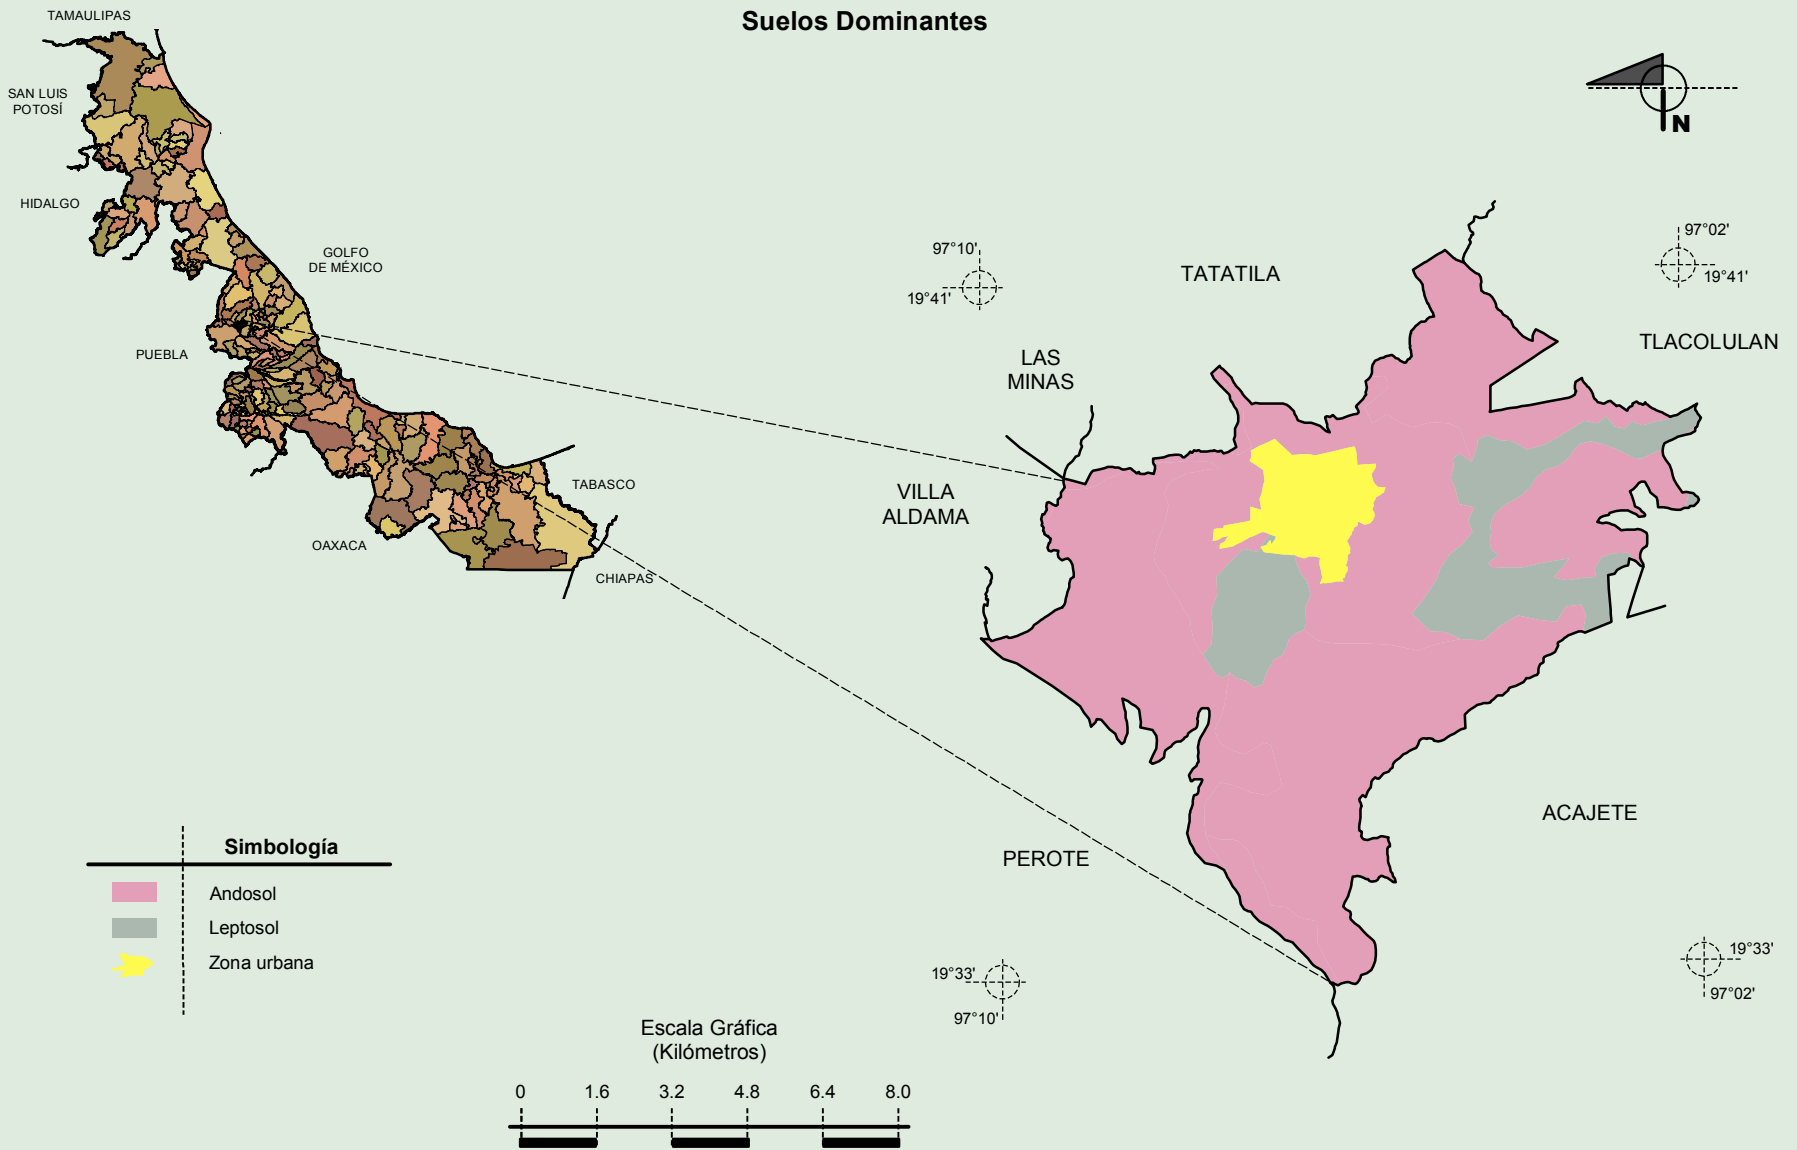 Suelos Dominantes
TAMAULIPAS
SAN LUIS
POTOSÍ
HIDALGO
GOLFO
DE MÉXICO
PUEBLA
OAXACA
TABASCO
CHIAPAS
N
97°10'
19°41'
97°02'
19°41'
TATATILA
TLACOLULAN
LAS
MINAS
VILLA
ALDAMA
PEROTE
ACAJETE
19°33'
97°10'
19°33'
97°02'
Simbología
Andosol
Leptosol
Zona urbana
Escala Gráfica
(Kilómetros)
0 1.6 3.2 4.8 6.4 8.0